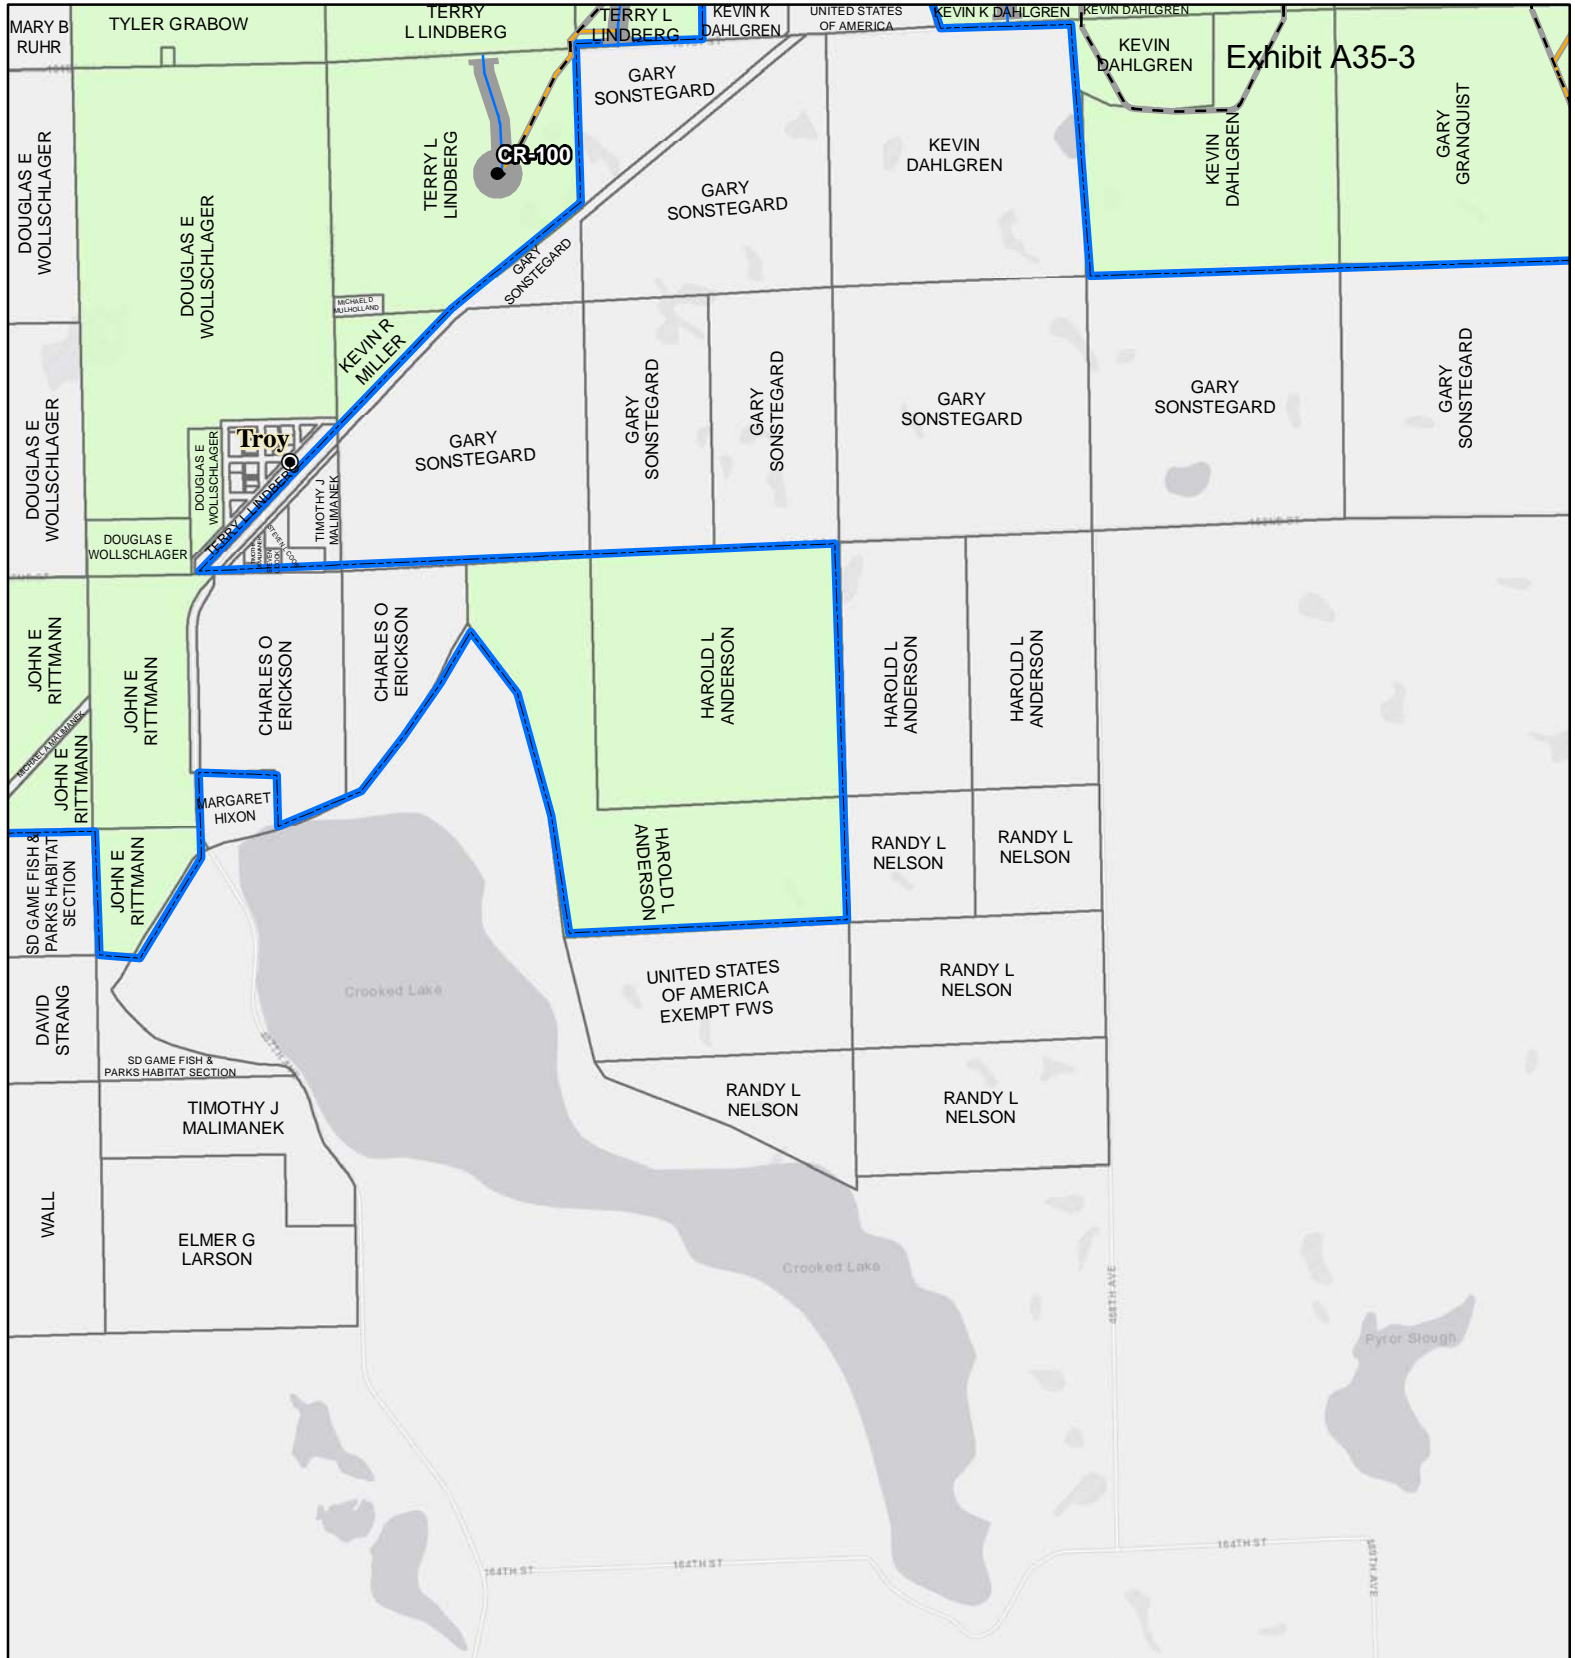 MARY B
RUHR
TYLER GRABOW
TERRY
L LINDBERG
TERRY L
LINDBERG
KEVIN K
DAHLGREN
UNITED STATES
OF AMERICA
KEVIN K DAHLGREN
KEVIN DAHLGREN
KEVIN
DAHLGREN
Exhibit A35-3
GARY
SONSTEGARD
DOUGLAS E
WOLLSCHLAGER
DOUGLAS E
WOLLSCHLAGER
TERRY L
LINDBERG
CR-100
GARY
SONSTEGARD
KEVIN
DAHLGREN
KEVIN
DAHLGREN
GARY
GRANQUIST
GARY
SONSTEGARD
MICHAEL D
MULHOLLAND
KEVIN R
MILLER
DOUGLAS E
WOLLSCHLAGER
DOUGLAS E
WOLLSCHLAGER
Troy
TERRY L LINDBERG
GARY
SONSTEGARD
GARY
SONSTEGARD
GARY
SONSTEGARD
GARY
SONSTEGARD
GARY
SONSTEGARD
GARY
SONSTEGARD
DOUGLAS E
WOLLSCHLAGER
TIMOTHY J
MALIMANEK
STEVEN L COOK
JOHN E
RITTMANN
JOHN E
RITTMANN
MICHAEL A MALIMANEK
JOHN E
RITTMANN
CHARLES O
ERICKSON
CHARLES O
ERICKSON
HAROLD L
ANDERSON
HAROLD L
ANDERSON
HAROLD L
ANDERSON
MARGARET
HIXON
SD GAME FISH &
PARKS HABITAT
SECTION
JOHN E
RITTMANN
HAROLD L
ANDERSON
RANDY L
NELSON
RANDY L
NELSON
DAVID
STRANG
Crooked Lake
UNITED STATES
OF AMERICA
EXEMPT FWS
RANDY L
NELSON
SD GAME FISH &
PARKS HABITAT SECTION
TIMOTHY J
MALIMANEK
RANDY L
NELSON
RANDY L
NELSON
WALL
ELMER G
LARSON
Crooked Lake
468TH AVE
Pyror Slough
164TH ST
164TH ST
164TH ST
469TH AVE